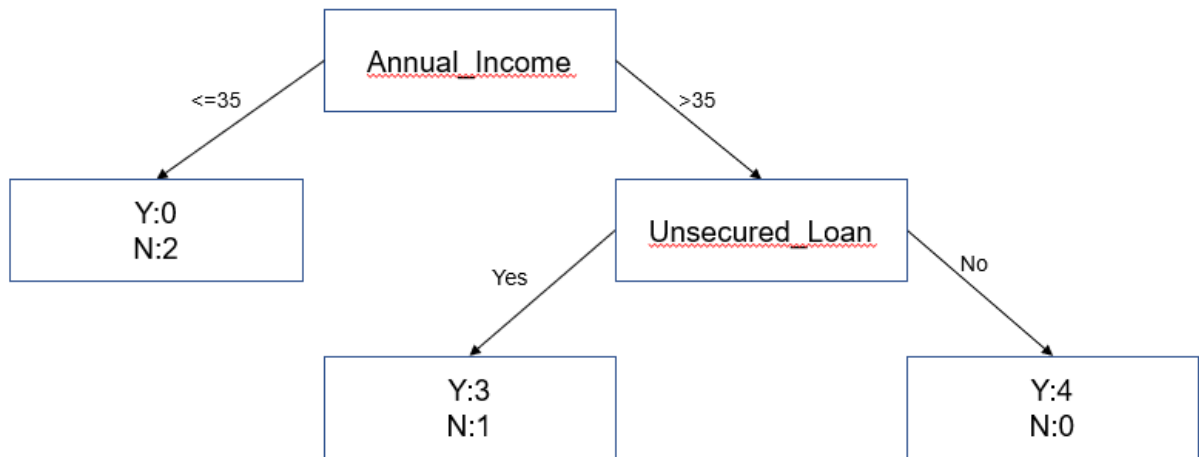 Annual_Income
<=35
>35
Y:0
N:2
Unsecured_Loan
Yes
No
Y:3
N:1
Y:4
N:0